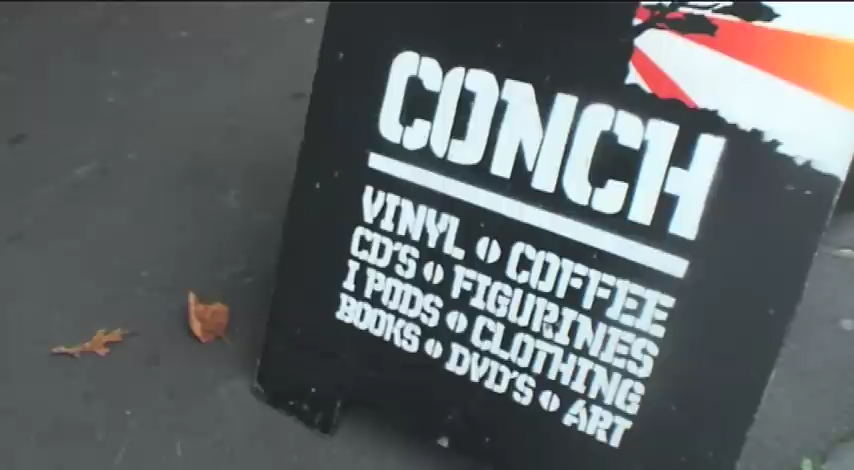 CONCH
VINYL • COFFEE
CD'S • FIGURINES
I PODS • CLOTHING
BOOKS • DVD'S • ART